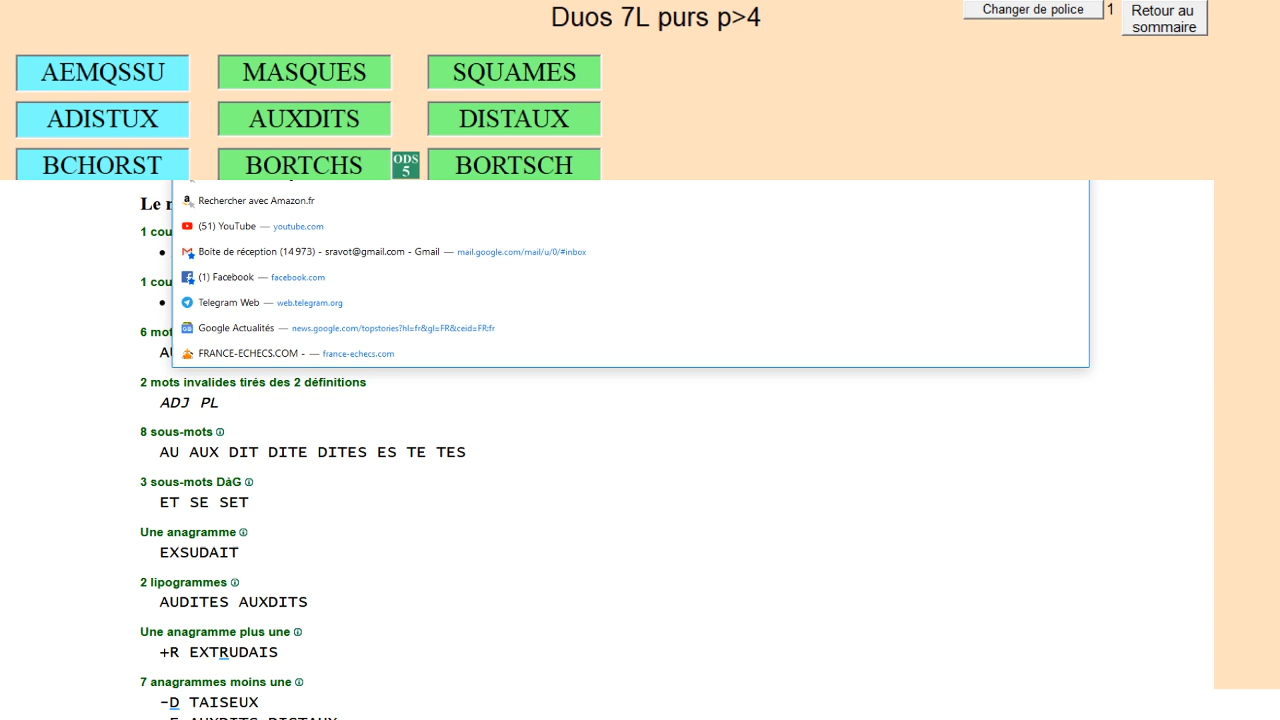 Duos 7L purs p>4
Changer de police
1
Retour au
sommaire
AEMQSSU MASQUES SQUAMES
ADISTUX AUXDITS DISTAUX
BCHORST BORTCHS ODS 5 BORTSCH
Rechercher avec Amazon.fr
(51) YouTube — youtube.com
Boîte de réception (14 973) - sravot@gmail.com - Gmail — mail.google.com/mail/u/0/#inbox
(1) Facebook — facebook.com
Telegram Web — web.telegram.org
Google Actualités — news.google.com/topstories?hl=fr&gl=FR&ceid=FR:fr
FRANCE-ECHECS.COM - — france-echecs.com
Le
1 cou
1 cou
6 mot
2 mots invalides tirés des 2 définitions
ADJ PL
8 sous-mots
AU AUX DIT DITE DITES ES TE TES
3 sous-mots DàG
ET SE SET
Une anagramme
EXSUDAIT
2 lipogrammes
AUDITES AUXDITS
Une anagramme plus une
+R EXTRUDAIS
7 anagrammes moins une
-D TAISEUX
-E AUXDITS DISTAUX